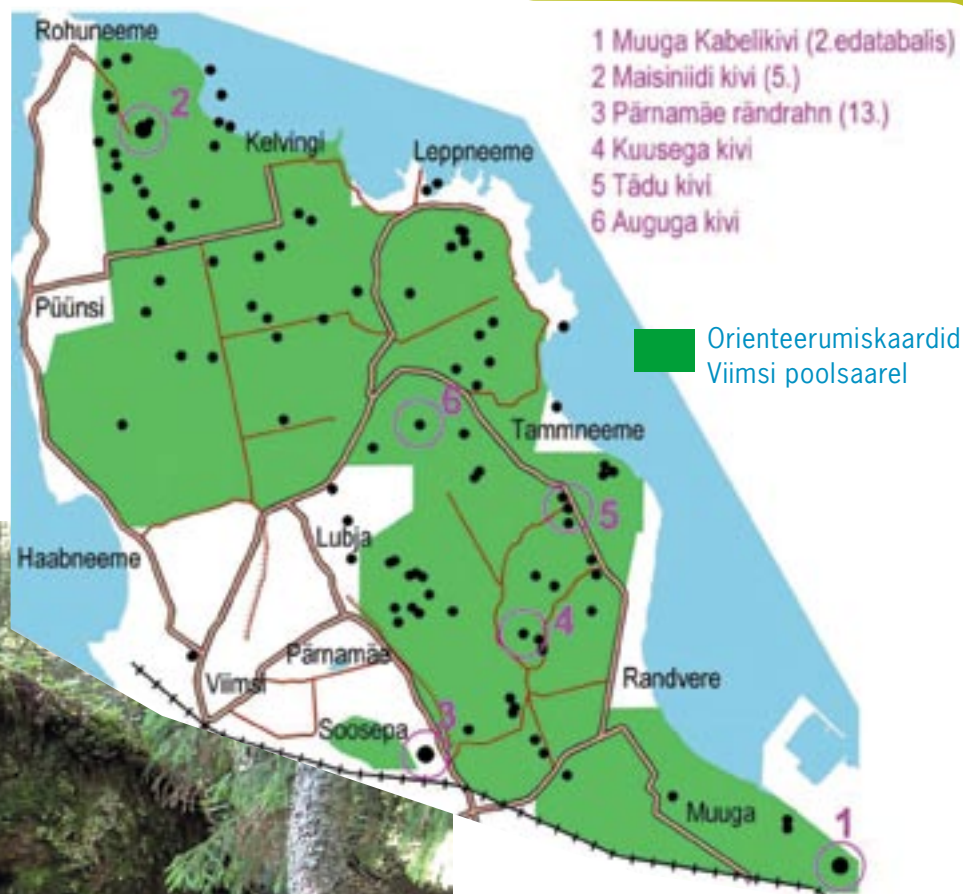 1 Muuga Kabelikivi (2.edatabalis)
2 Maisiniidi kivi (5.)
3 Pärnamäe rändrahn (13.)
4 Kuusega kivi
5 Tädu kivi
6 Auguga kivi
Orienteerumiskaardid
Viimsi poolsaarel
Rohuneeme
2
Kelvingi
Leppneeme
Püünsi
6
Tammneeme
5
Lubja
Haabneeme
4
Pärnamäe
Viimsi
Randvere
Soosepa
3
Muuga
1